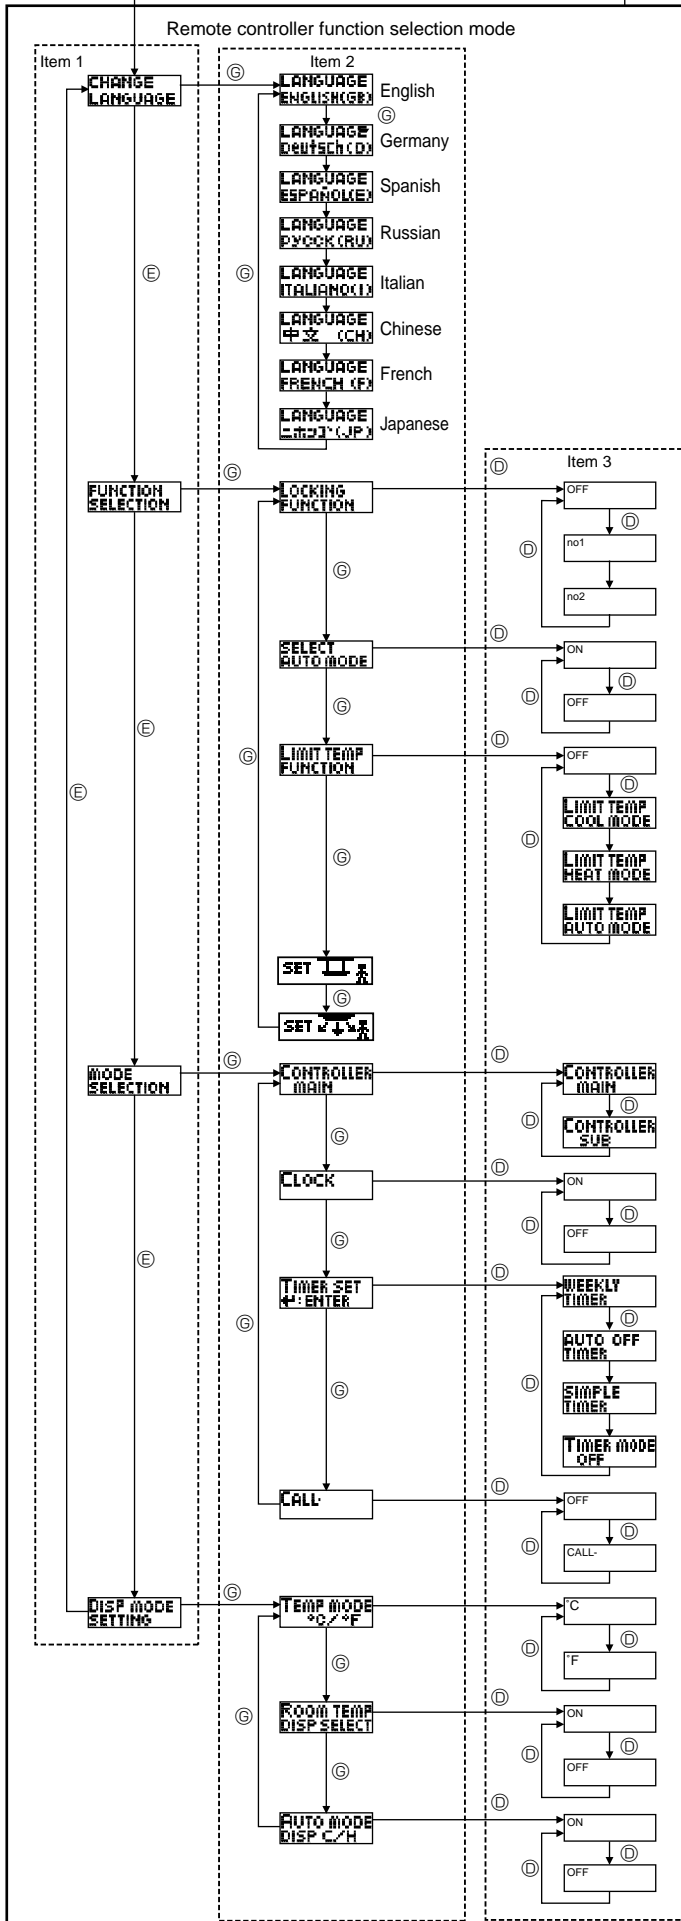 Remote controller function selection mode
Item 1
Item 2
CHANGE
LANGUAGE
Ⓖ
LANGUAGE
ENGLISH(GB)
English
Ⓖ
LANGUAGE
Deutsch(D)
Germany
LANGUAGE
ESPAÑOL(E)
Spanish
LANGUAGE
РУССК(RU)
Russian
Ⓔ
Ⓖ
LANGUAGE
ITALIANO(I)
Italian
LANGUAGE
中文 (CH)
Chinese
LANGUAGE
FRENCH (F)
French
LANGUAGE
ニホンゴ(JP)
Japanese
Item 3
FUNCTION
SELECTION
Ⓖ
LOCKING
FUNCTION
Ⓓ
OFF
Ⓓ
Ⓓ
no1
Ⓖ
no2
SELECT
AUTO MODE
Ⓓ
ON
Ⓓ
Ⓓ
OFF
Ⓖ
Ⓔ
Ⓖ
LIMIT TEMP
FUNCTION
Ⓓ
OFF
Ⓔ
Ⓓ
LIMIT TEMP
COOL MODE
Ⓓ
Ⓖ
LIMIT TEMP
HEAT MODE
LIMIT TEMP
AUTO MODE
SET
Ⓖ
SET
MODE
SELECTION
Ⓖ
CONTROLLER
MAIN
Ⓓ
CONTROLLER
MAIN
Ⓓ
Ⓓ
CONTROLLER
SUB
Ⓖ
CLOCK
Ⓓ
ON
Ⓓ
Ⓓ
OFF
Ⓖ
Ⓔ
TIMER SET
↵:ENTER
Ⓓ
WEEKLY
TIMER
Ⓖ
Ⓓ
AUTO OFF
TIMER
Ⓓ
Ⓖ
SIMPLE
TIMER
TIMER MODE
OFF
CALL-
Ⓓ
OFF
Ⓓ
Ⓓ
CALL-
DISP MODE
SETTING
Ⓖ
TEMP MODE
°C/°F
Ⓓ
°C
Ⓓ
Ⓓ
°F
Ⓖ
Ⓖ
ROOM TEMP
DISP SELECT
Ⓓ
ON
Ⓓ
Ⓓ
OFF
Ⓖ
AUTO MODE
DISP C/H
Ⓓ
ON
Ⓓ
Ⓓ
OFF